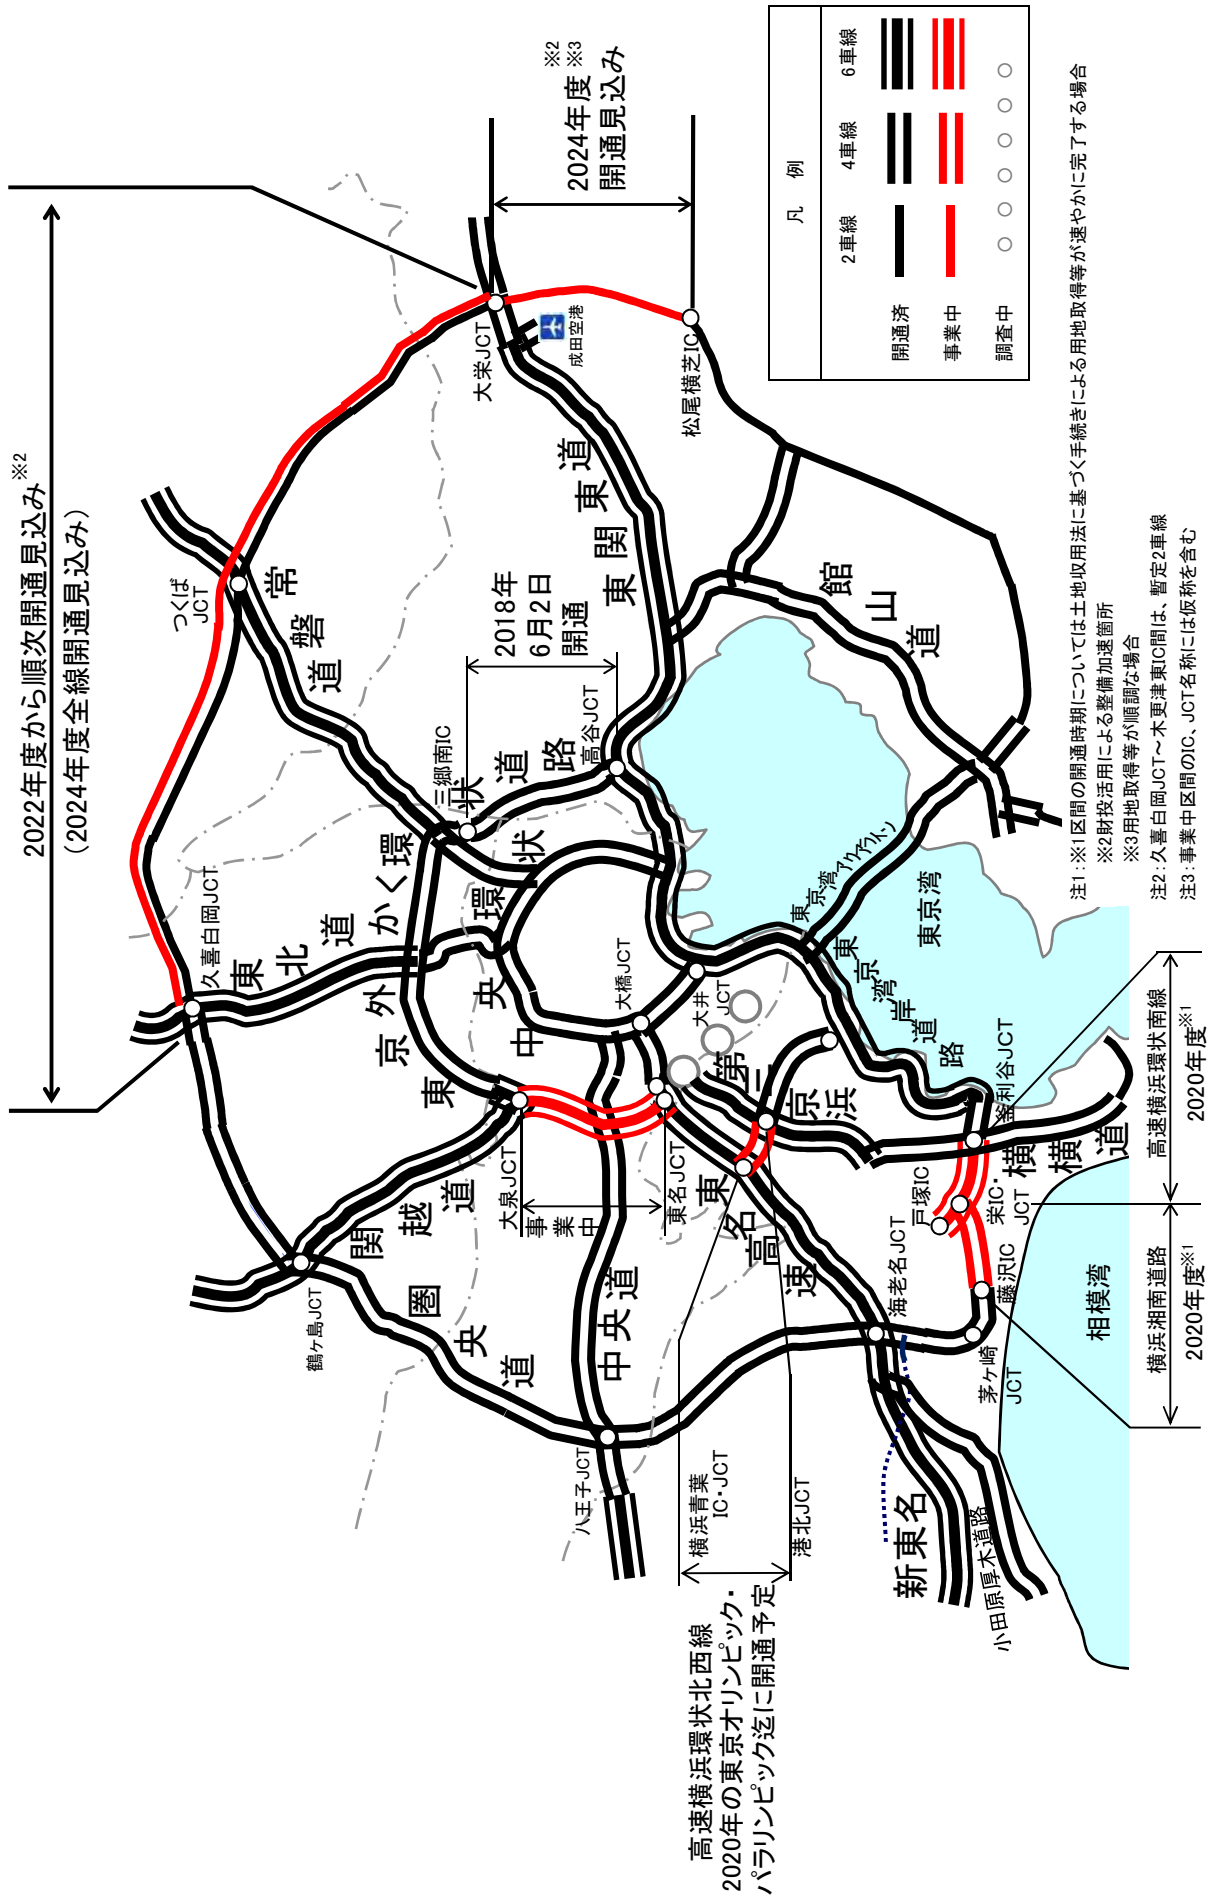 2022年度から順次開通見込み※2
（2024年度全線開通見込み）
2024年度※2※3
開通見込み
凡 例
2車線 4車線 6車線
開通済
事業中
調査中
久喜白岡JCT
つくば
JCT
大栄JCT
成田空港
松尾横芝IC
東北道
常磐道
東関東道
館山道
2018年
6月2日
開通
三郷南IC
高谷JCT
東京外かく環状道路
中央環状
大橋JCT
大井
JCT
大泉JCT
事業中
東名JCT
関越道
鶴ヶ島JCT
圏央道
中央道
八王子JCT
第三京浜
東名高速
東京湾アクアライン
東京湾岸道路
東京湾
横浜青葉
IC・JCT
港北JCT
高速横浜環状北西線
2020年の東京オリンピック・
パラリンピック迄に開通予定
海老名JCT
新東名
小田原厚木道路
茅ヶ崎
JCT
藤沢IC
戸塚IC
栄IC・
JCT
釜利谷JCT
横横道
相模湾
横浜湘南道路
2020年度※1
高速横浜環状南線
2020年度※1
注1：※1区間の開通時期については土地収用法に基づく手続きによる用地取得等が速やかに完了する場合
※2財投活用による整備加速箇所
※3用地取得等が順調な場合
注2：久喜白岡JCT～木更津東IC間は、暫定2車線
注3：事業中区間のIC、JCT名称には仮称を含む